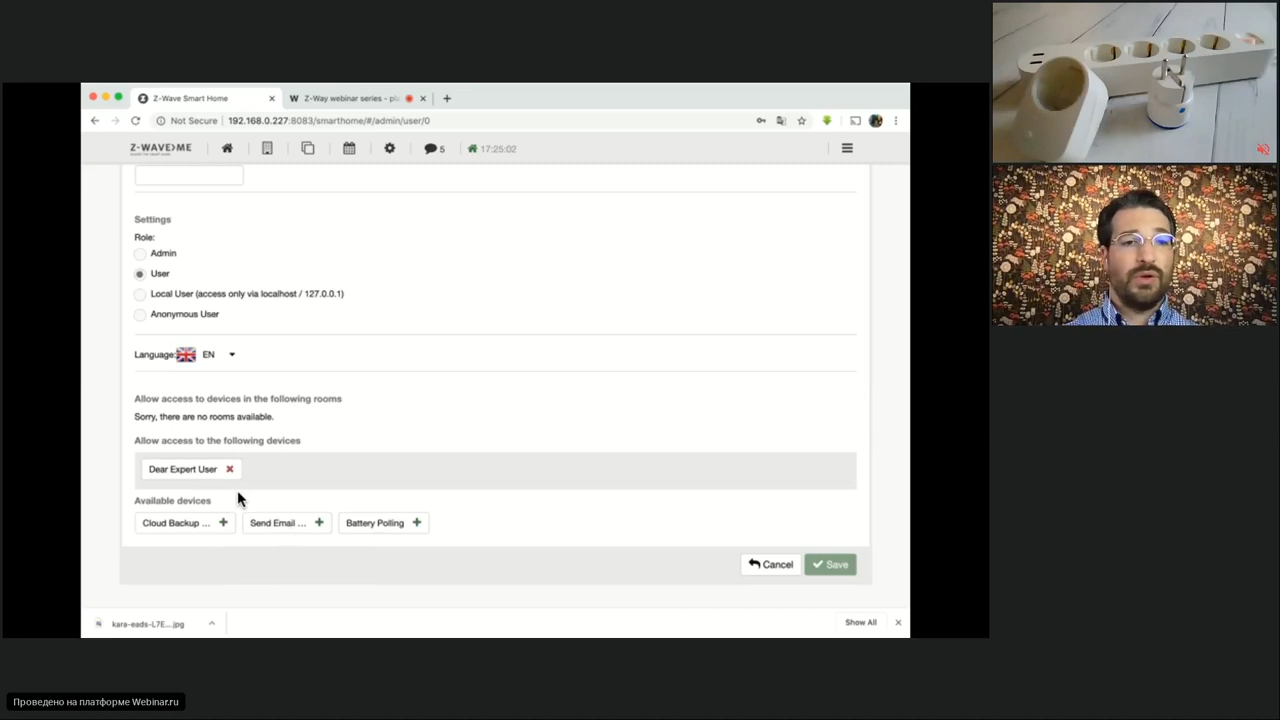 Z-Wave Smart Home
Z-Way webinar series - pl
Not Secure
192.168.0.227:8083/smarthome/#/admin/user/0
Z-WAVE>ME
5
17:25:02
Settings
Role:
Admin
User
Local User (access only via localhost / 127.0.0.1)
Anonymous User
Language:
EN
Allow access to devices in the following rooms
Sorry, there are no rooms available.
Allow access to the following devices
Dear Expert User
Available devices
Cloud Backup ...
Send Email ...
Battery Polling
Cancel
Save
kara-eads-L7E....jpg
Show All
Проведено на платформе Webinar.ru